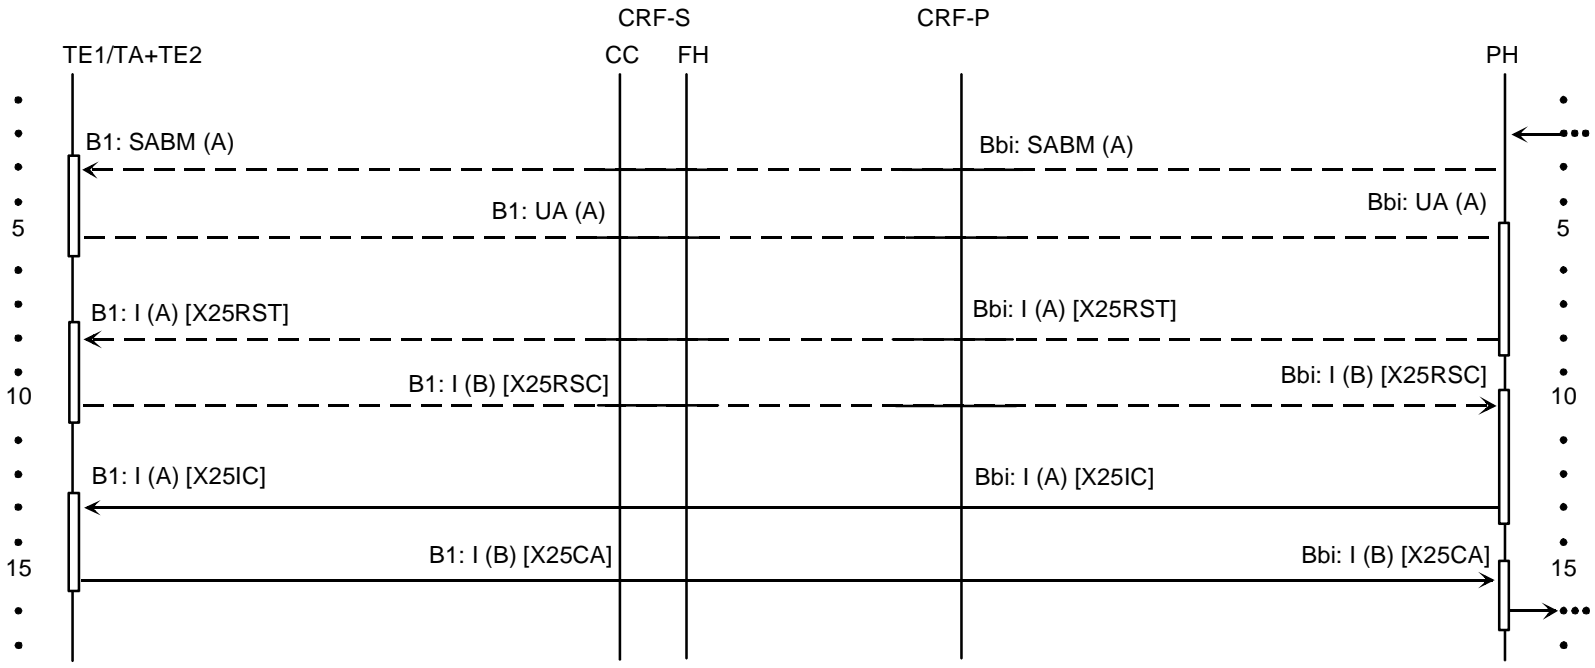 CRF-S CRF-P
TE1/TA+TE2 CC FH PH
B1: SABM (A) Bbi: SABM (A)
B1: UA (A) Bbi: UA (A)
5 5
B1: I (A) [X25RST] Bbi: I (A) [X25RST]
B1: I (B) [X25RSC] Bbi: I (B) [X25RSC]
10 10
B1: I (A) [X25IC] Bbi: I (A) [X25IC]
B1: I (B) [X25CA] Bbi: I (B) [X25CA]
15 15